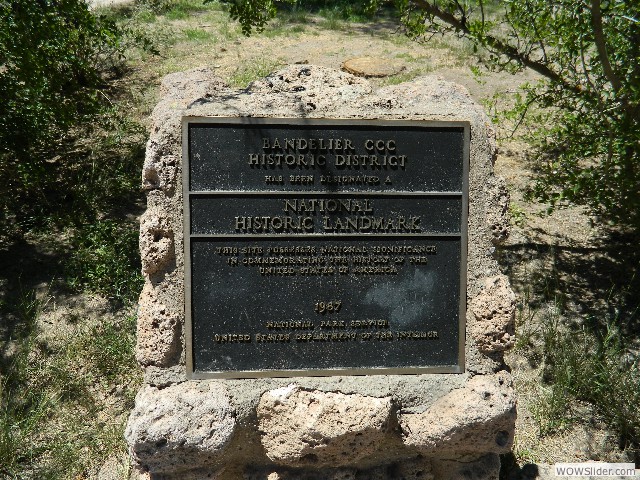 BANDELIER CCC
HISTORIC DISTRICT
HAS BEEN DESIGNATED A
NATIONAL
HISTORIC LANDMARK
THIS SITE POSSESSES NATIONAL SIGNIFICANCE
IN COMMEMORATING THE HISTORY OF THE
UNITED STATES OF AMERICA
1987
NATIONAL PARK SERVICE
UNITED STATES DEPARTMENT OF THE INTERIOR
WOWSlider.com